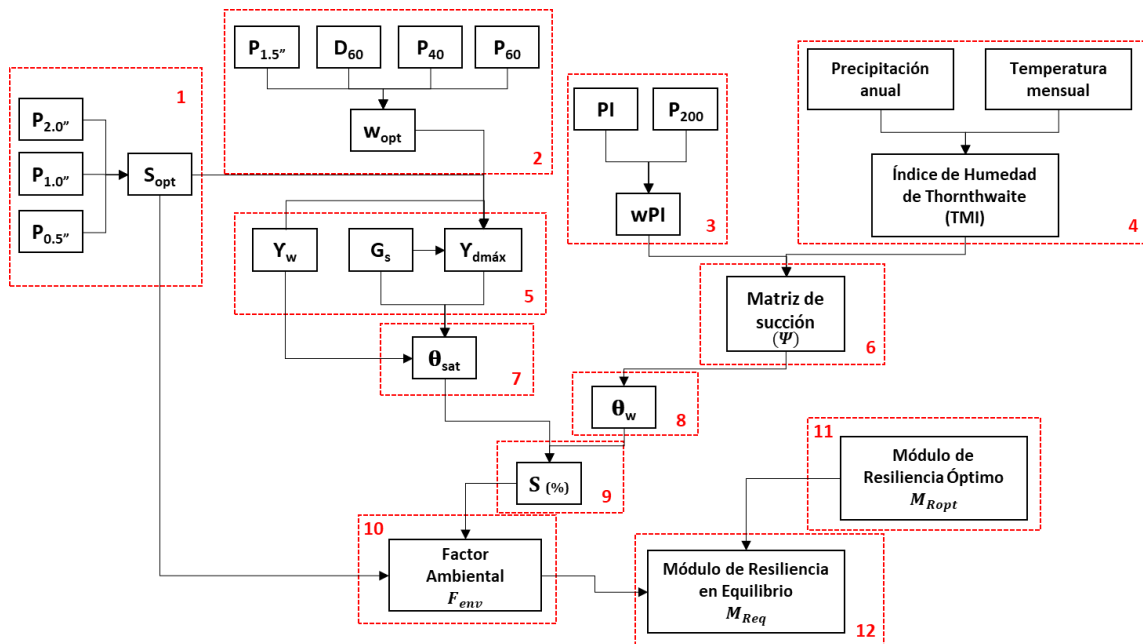 1
P2.0”
P1.0”
P0.5”
Sopt
P1.5”
D60
P40
P60
wopt
2
PI
P200
wPI
3
Precipitación
anual
Temperatura
mensual
Índice de Humedad
de Thornthwaite
(TMI)
4
Yw
Gs
Ydmáx
5
Matriz de
succión
(Ψ)
6
θsat
7
θw
8
S (%)
9
10
Factor
Ambiental
Fenv
11
Módulo de
Resiliencia Óptimo
MRopt
Módulo de Resiliencia
en Equilibrio
MReq
12